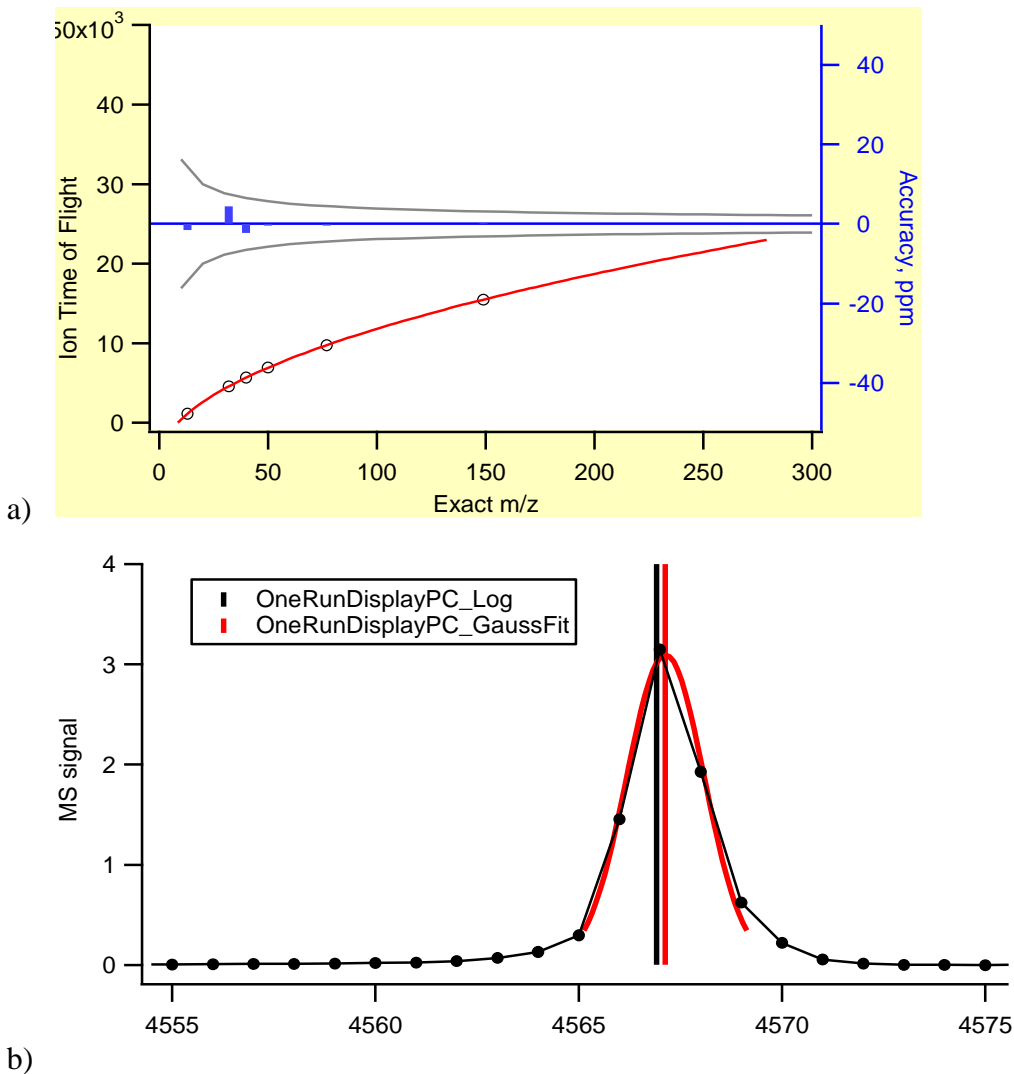 50x10³
40
30
20
10
0
Ion Time of Flight
40
20
0
-20
-40
Accuracy, ppm
0 50 100 150 200 250 300
Exact m/z
a)
4
3
2
1
0
MS signal
OneRunDisplayPC_Log
OneRunDisplayPC_GaussFit
4555 4560 4565 4570 4575
b)